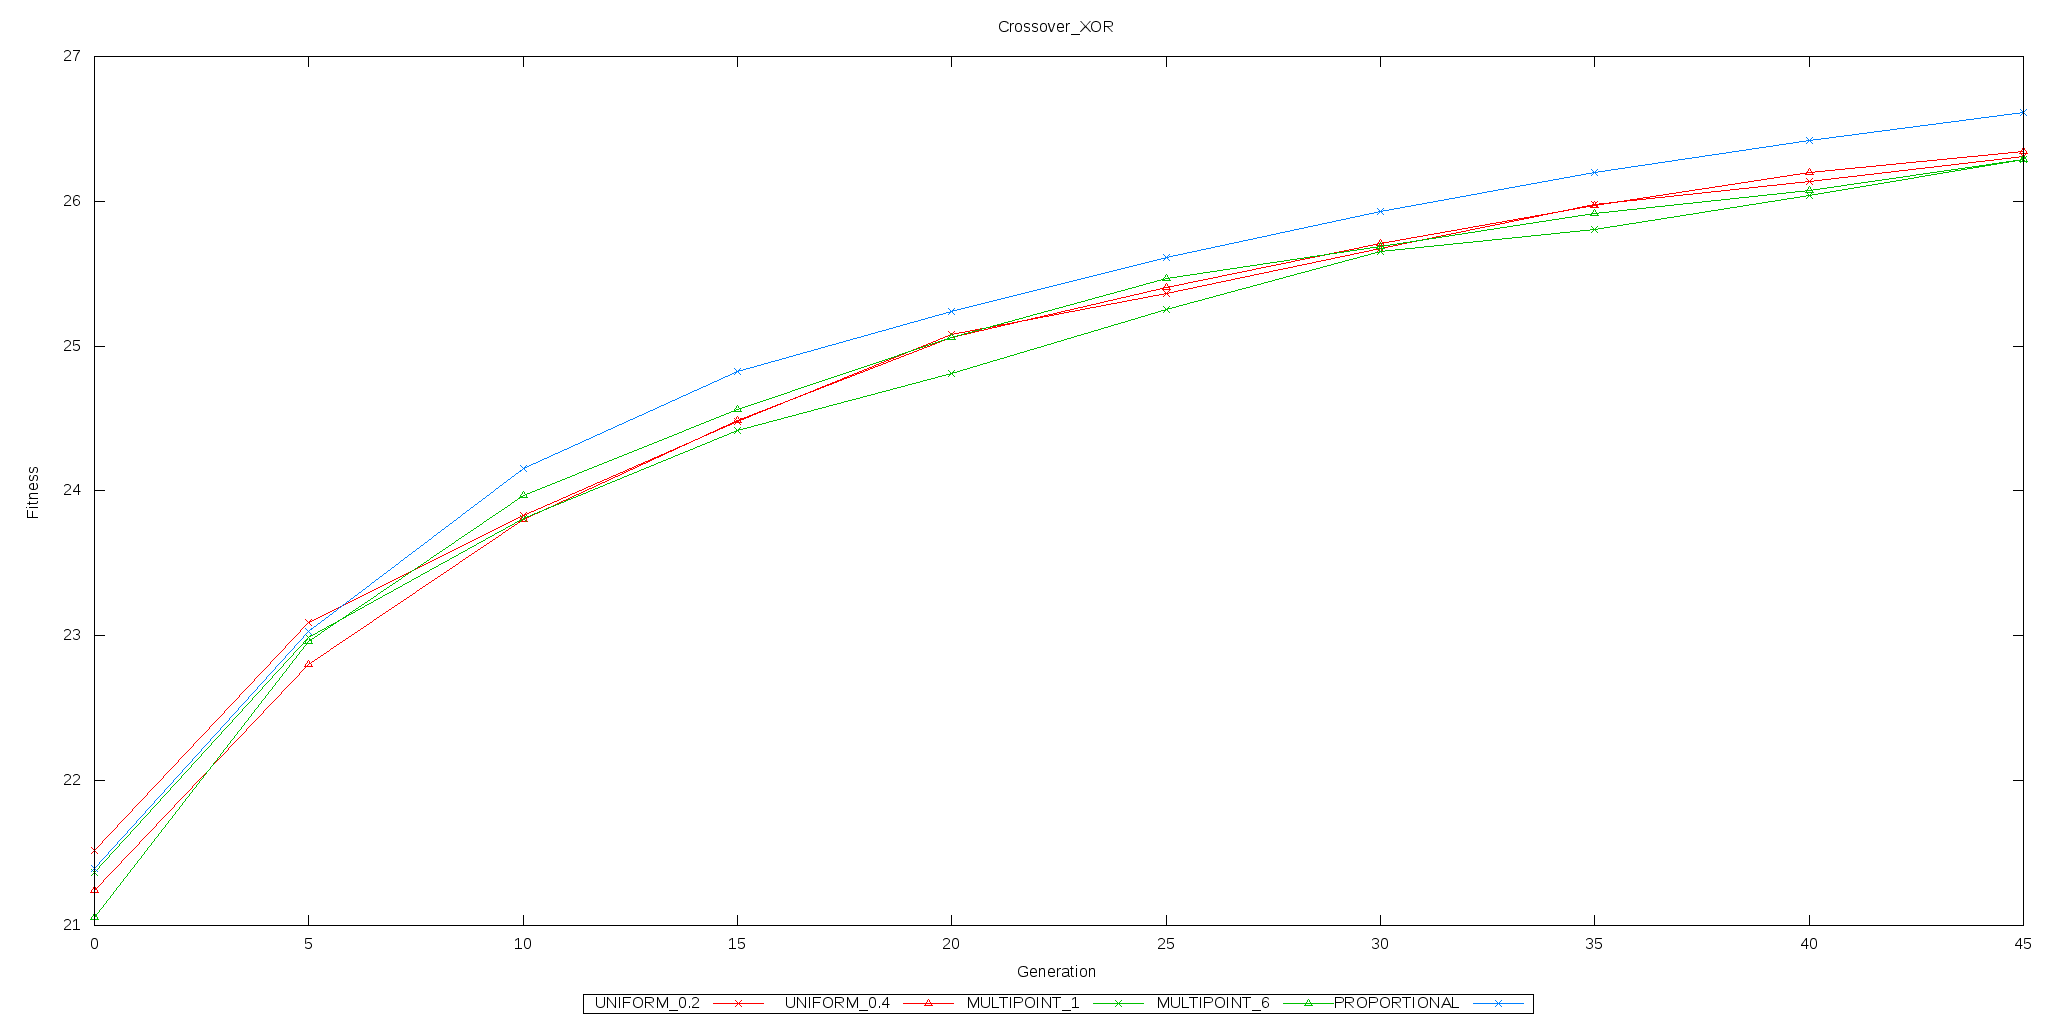 Crossover_XOR
27
26
25
24
23
22
21
Fitness
0 5 10 15 20 25 30 35 40 45
Generation
UNIFORM_0.2 UNIFORM_0.4 MULTIPOINT_1 MULTIPOINT_6 PROPORTIONAL